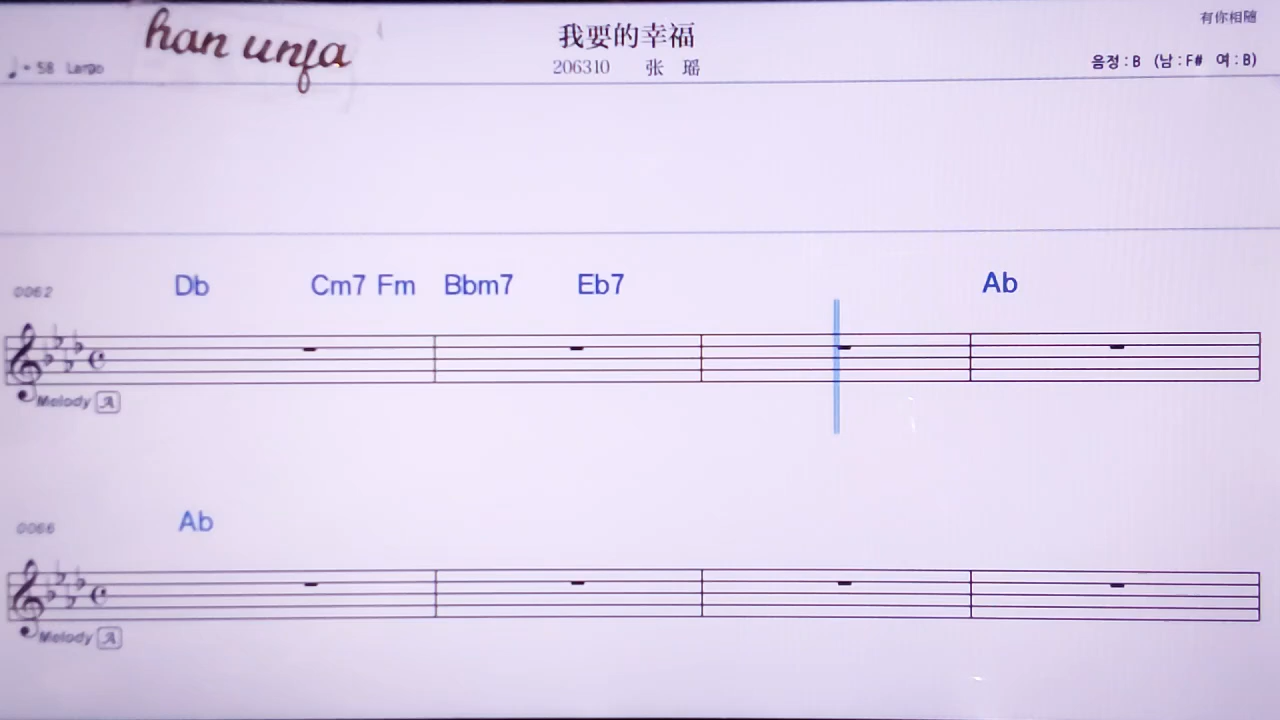 han unfa
我要的幸福
有你相隨
♩= 58 Largo
206310 张 瑶
음정 : B (남 : F# 여 : B)
0062
Db Cm7 Fm Bbm7 Eb7 Ab
Melody A
0066
Ab
Melody A